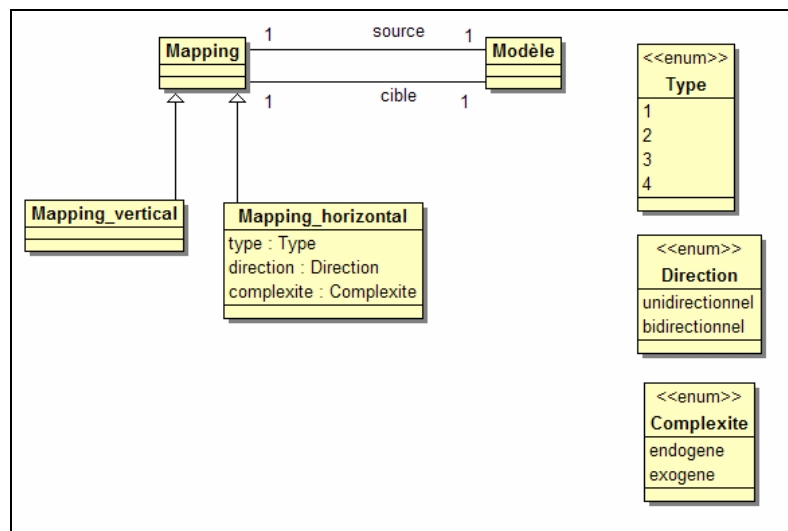 1 source 1
Mapping Modèle
1 cible 1
Mapping_vertical
Mapping_horizontal
type : Type
direction : Direction
complexite : Complexite
<<enum>>
Type
1
2
3
4
<<enum>>
Direction
unidirectionnel
bidirectionnel
<<enum>>
Complexite
endogene
exogene